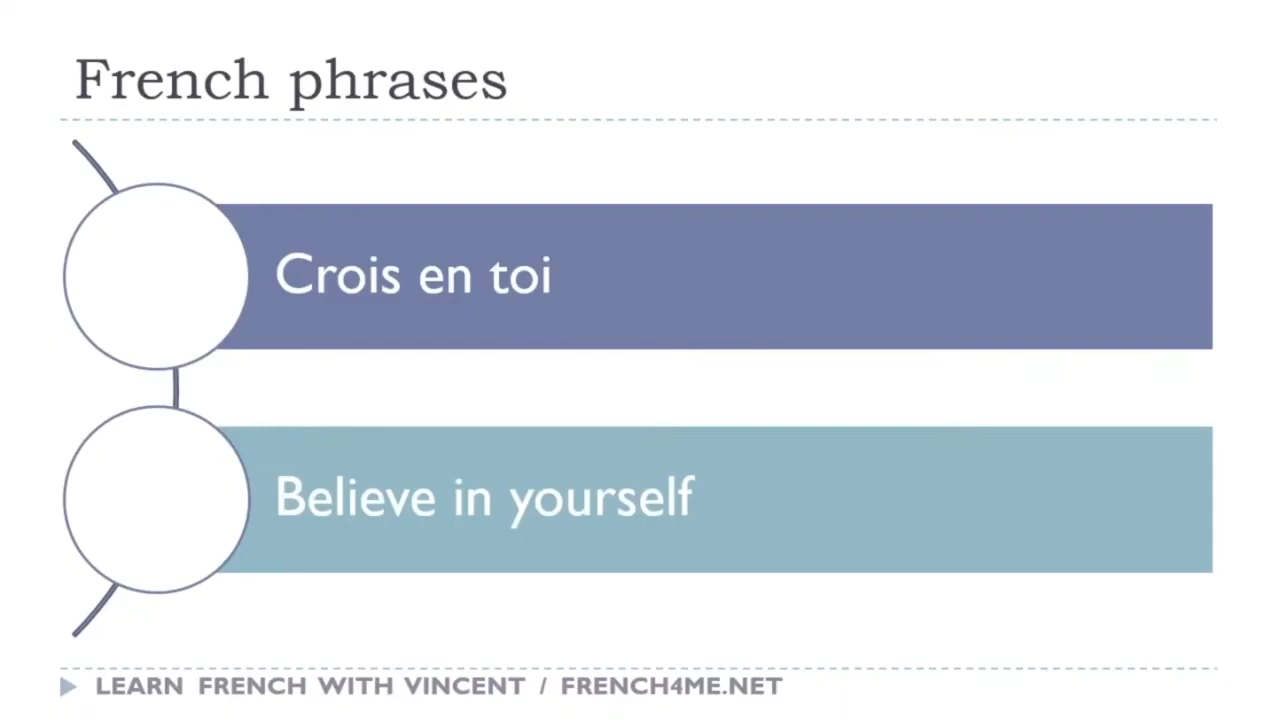 French phrases
Crois en toi
Believe in yourself
LEARN FRENCH WITH VINCENT / FRENCH4ME.NET